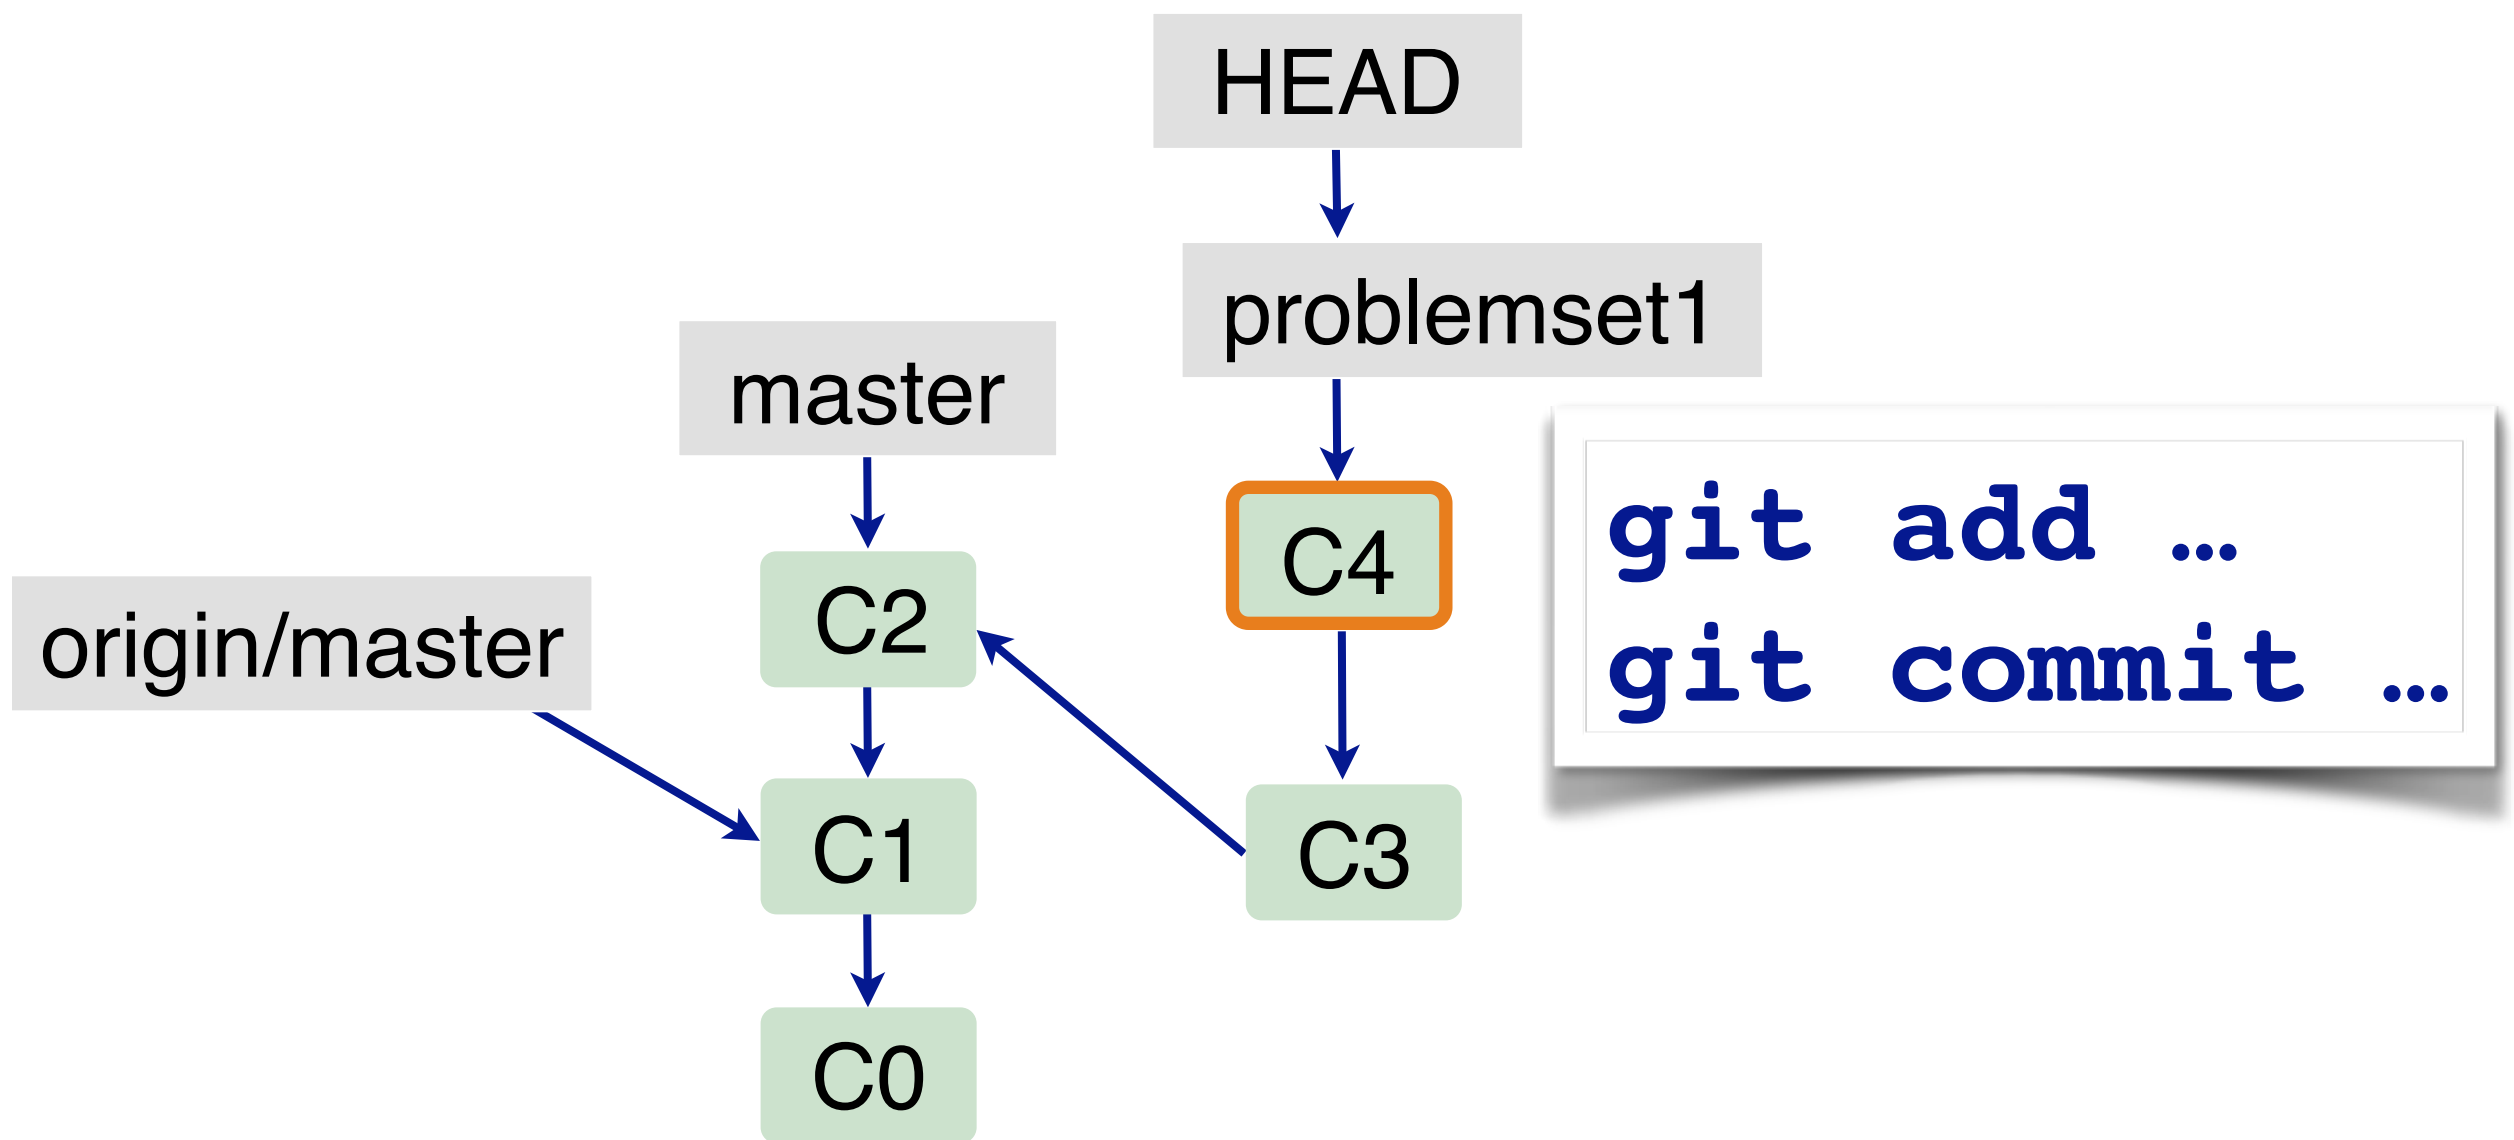 HEAD
problemset1
master
origin/master
C2
C4
git add …
git commit …
C1
C3
C0